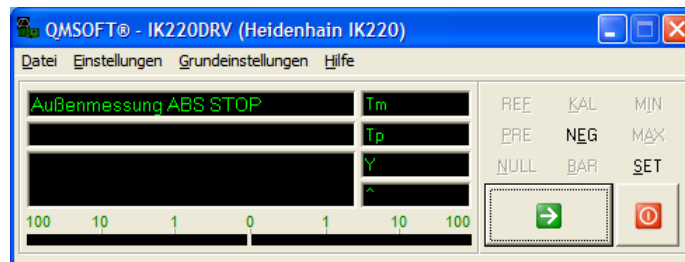 QMSOFT® - IK220DRV (Heidenhain IK220)
Datei Einstellungen Grundeinstellungen Hilfe
Außenmessung ABS STOP Tm
Tp
Y
^
REF KAL MIN
PRE NEG MAX
NULL BAR SET
100 10 1 0 1 10 100